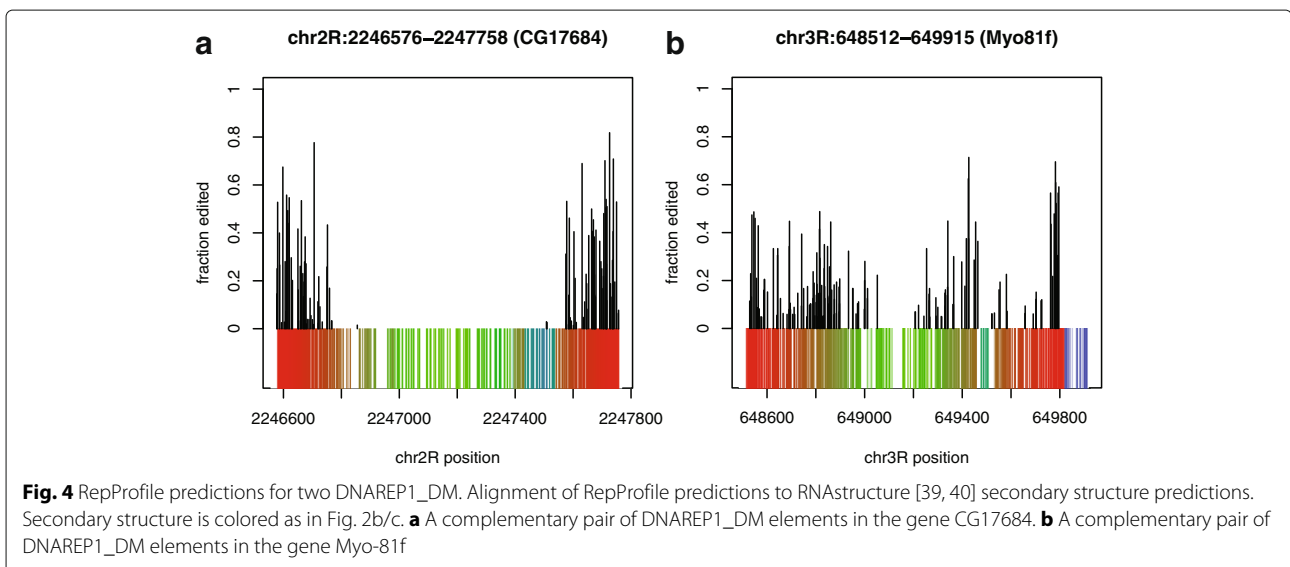 a
chr2R:2246576–2247758 (CG17684)
fraction edited
1
0.8
0.6
0.4
0.2
0
2246600
2247000
2247400
2247800
chr2R position
b
chr3R:648512–649915 (Myo81f)
fraction edited
1
0.8
0.6
0.4
0.2
0
648600
649000
649400
649800
chr3R position
Fig. 4 RepProfile predictions for two DNAREP1_DM. Alignment of RepProfile predictions to RNAstructure [39, 40] secondary structure predictions.
Secondary structure is colored as in Fig. 2b/c. a A complementary pair of DNAREP1_DM elements in the gene CG17684. b A complementary pair of
DNAREP1_DM elements in the gene Myo-81f